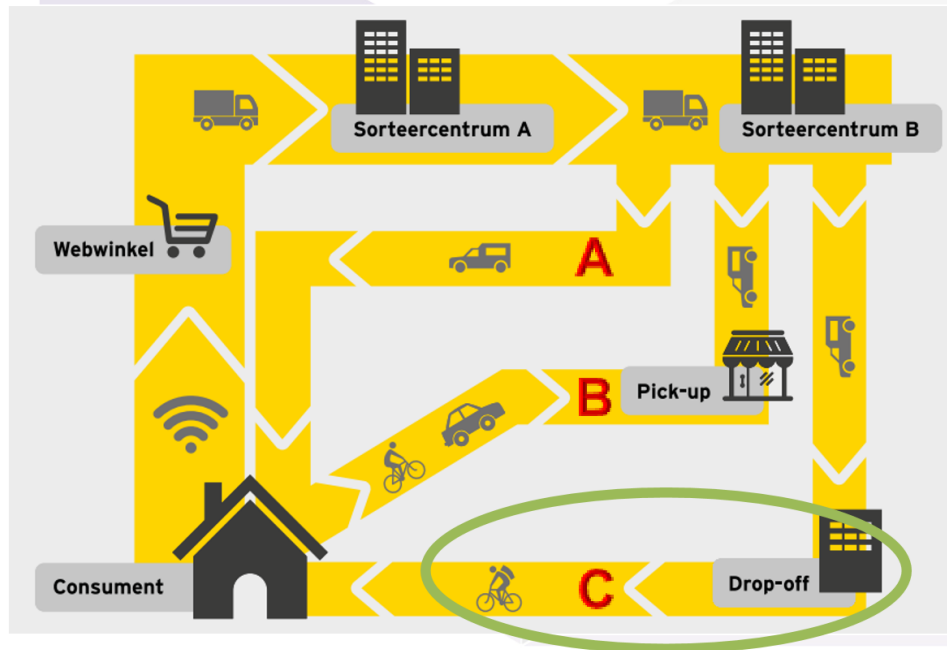 Sorteercentrum A
Sorteercentrum B
Webwinkel
A
B
Pick-up
Consument
C
Drop-off